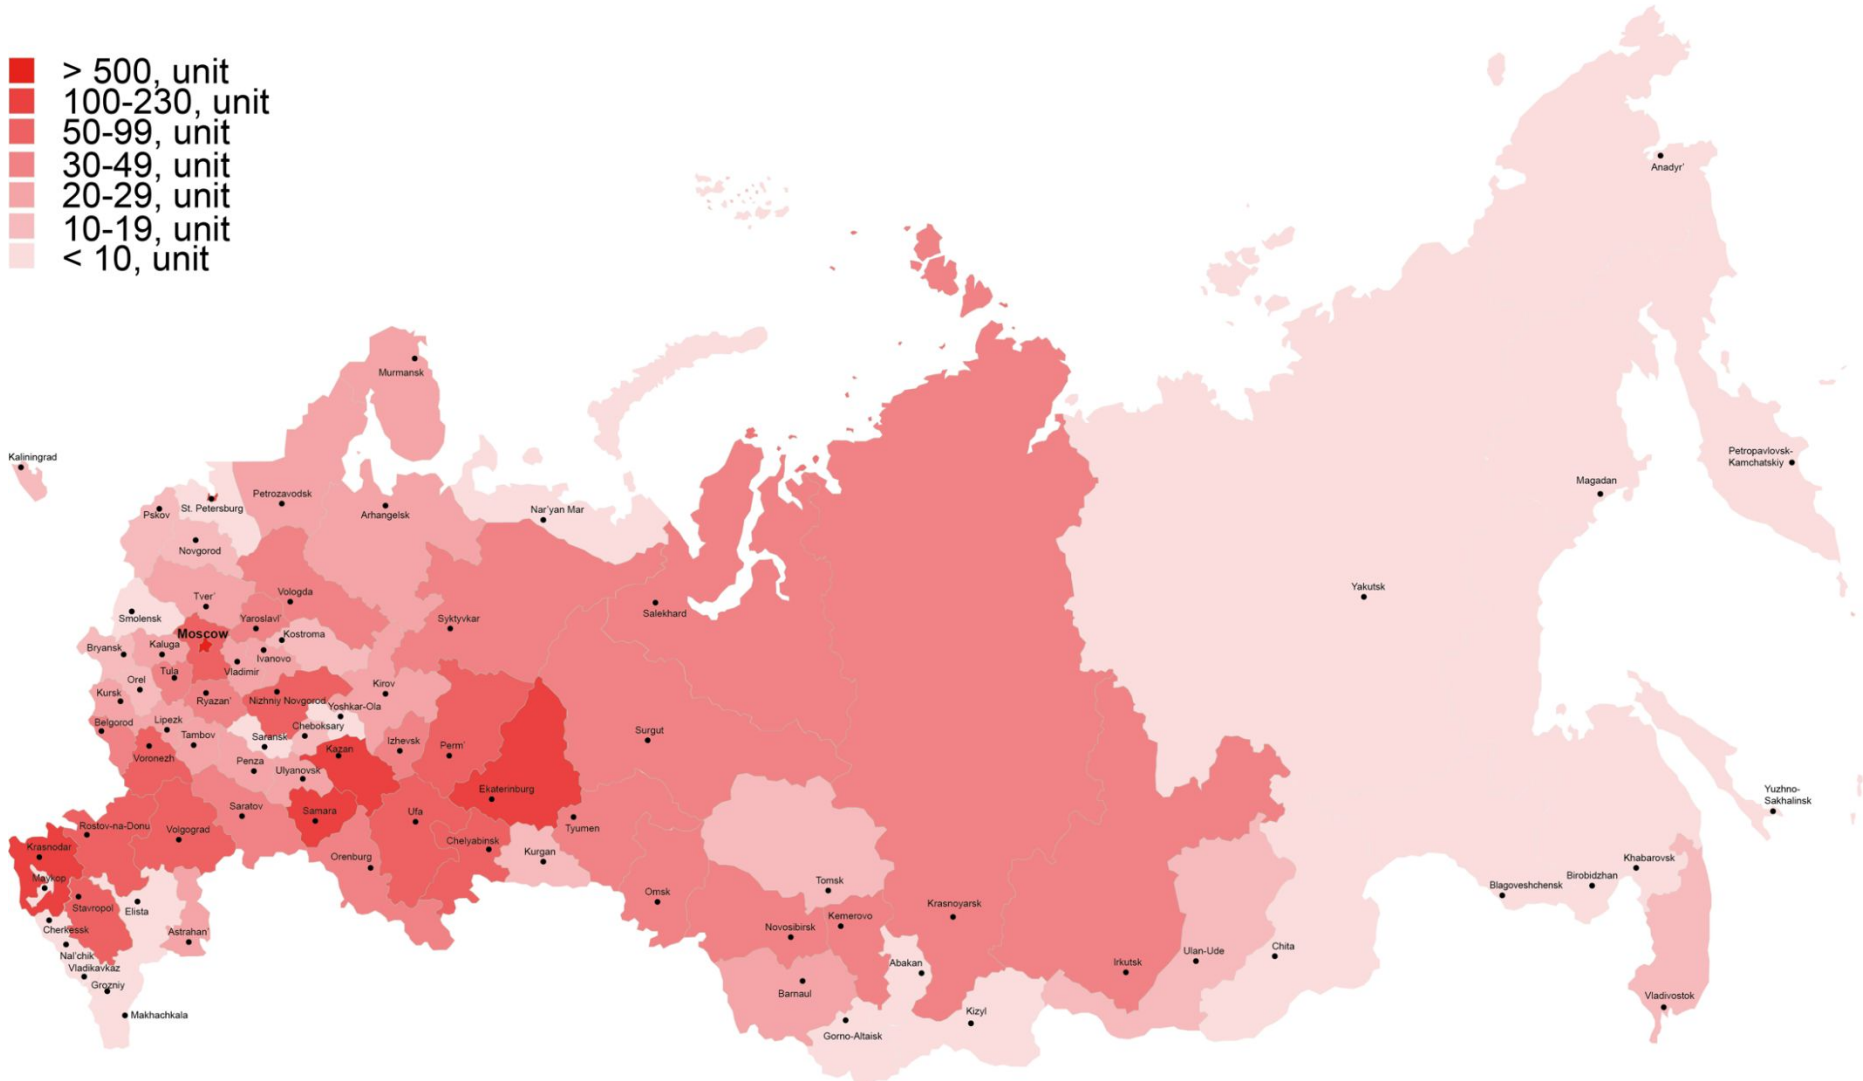 > 500, unit
100-230, unit
50-99, unit
30-49, unit
20-29, unit
10-19, unit
< 10, unit
Anadyr'
Murmansk
Kaliningrad
Petropavlovsk-
Kamchatskiy
Magadan
Petrozavodsk
St. Petersburg
Pskov
Arhangelsk
Nar'yan Mar
Novgorod
Yakutsk
Tver'
Vologda
Salekhard
Smolensk
Yaroslavl'
Syktyvkar
Moscow
Kostroma
Bryansk
Kaluga
Ivanovo
Tula
Vladimir
Orel
Kirov
Kursk
Ryazan'
Nizhniy Novgorod
Yoshkar-Ola
Belgorod
Lipezk
Cheboksary
Surgut
Tambov
Saransk
Izhevsk
Perm'
Kazan
Voronezh
Penza
Ulyanovsk
Ekaterinburg
Yuzhno-
Sakhalinsk
Saratov
Samara
Ufa
Rostov-na-Donu
Volgograd
Tyumen
Chelyabinsk
Krasnodar
Kurgan
Orenburg
Khabarovsk
Maykop
Birobidzhan
Tomsk
Blagoveshchensk
Omsk
Stavropol
Elista
Krasnoyarsk
Kemerovo
Novosibirsk
Cherkessk
Astrahan'
Nal'chik
Ulan-Ude
Chita
Abakan
Irkutsk
Vladikavkaz
Grozniy
Barnaul
Vladivostok
Makhachkala
Kizyl
Gorno-Altaisk